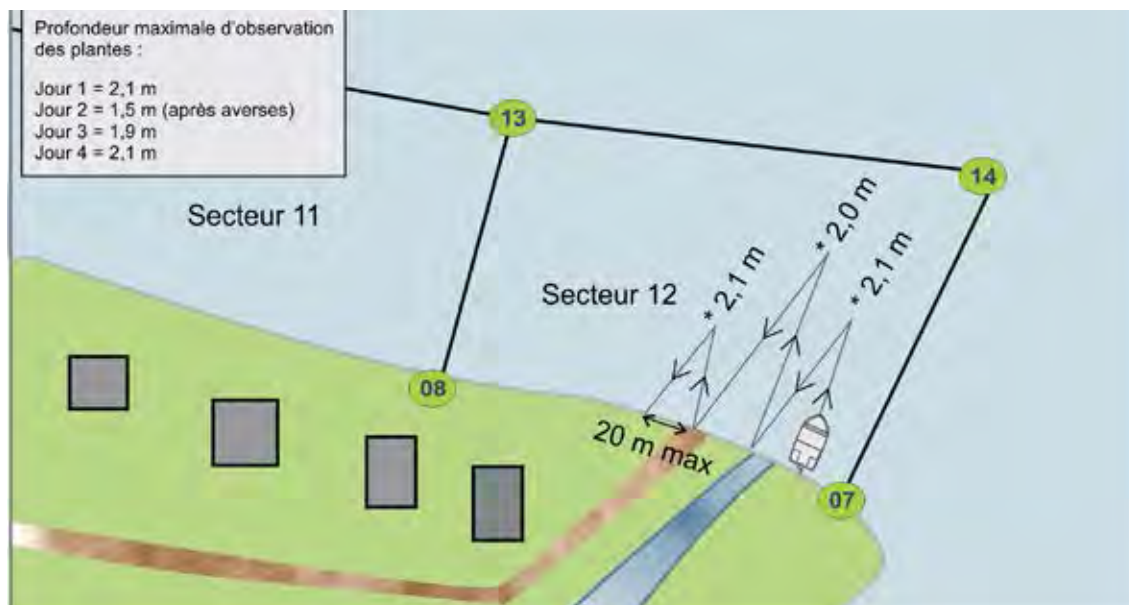 Profondeur maximale d'observation
des plantes :
Jour 1 = 2,1 m
Jour 2 = 1,5 m (après averses)
Jour 3 = 1,9 m
Jour 4 = 2,1 m
13
14
Secteur 11
Secteur 12
* 2,1 m
* 2,0 m
* 2,1 m
08
20 m max
07